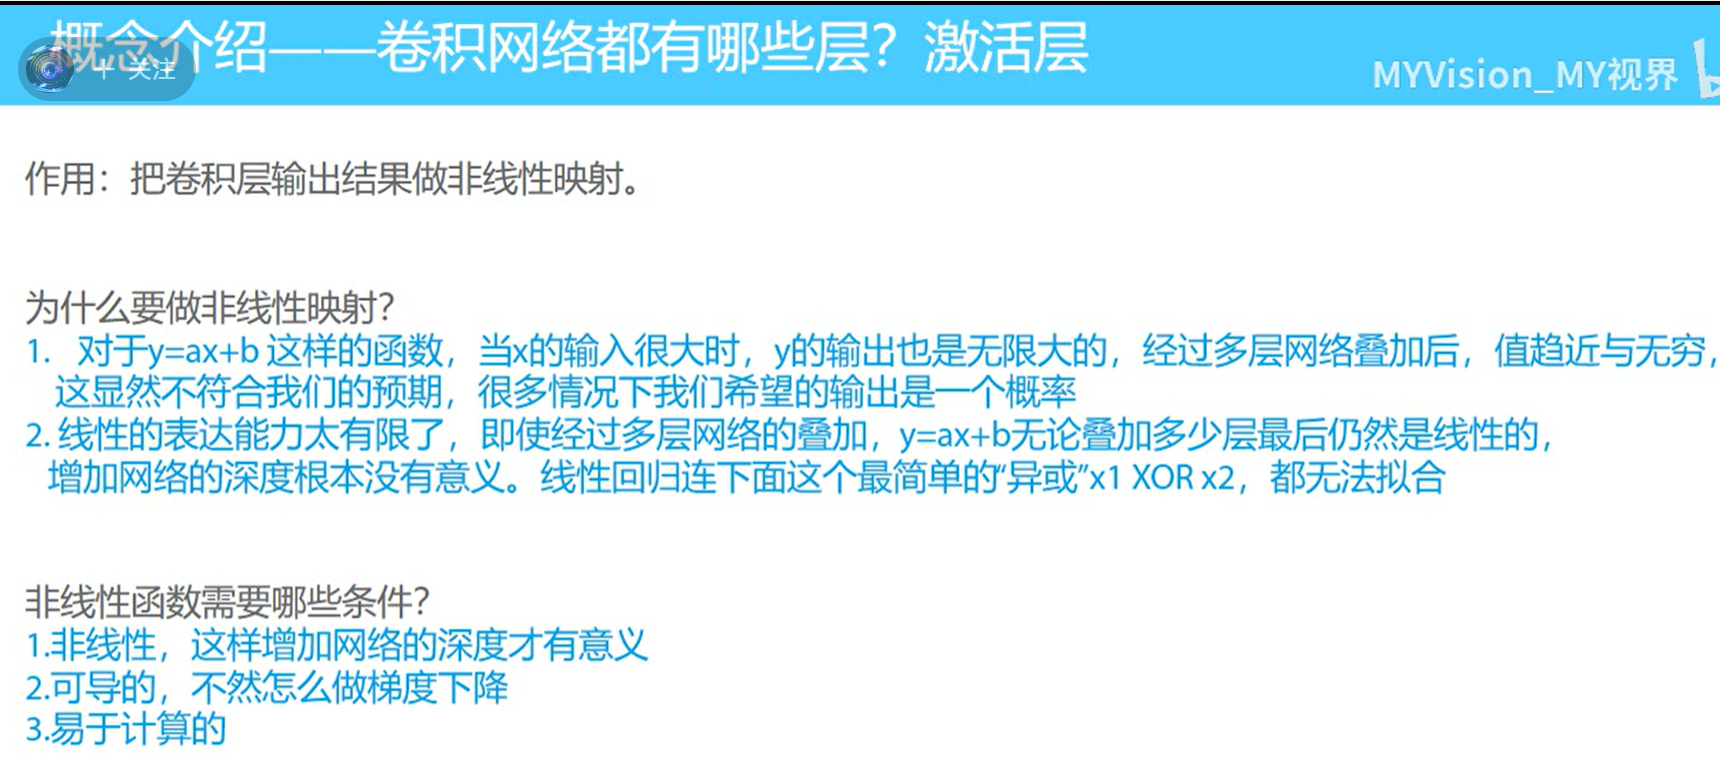 概念介绍——卷积网络都有哪些层？激活层
+ 关注
MYVision_MY视界
作用：把卷积层输出结果做非线性映射。
为什么要做非线性映射？
1. 对于y=ax+b 这样的函数，当x的输入很大时，y的输出也是无限大的，经过多层网络叠加后，值趋近与无穷，
这显然不符合我们的预期，很多情况下我们希望的输出是一个概率
2. 线性的表达能力太有限了，即使经过多层网络的叠加，y=ax+b无论叠加多少层最后仍然是线性的，
增加网络的深度根本没有意义。线性回归连下面这个最简单的“异或”x1 XOR x2，都无法拟合
非线性函数需要哪些条件？
1.非线性，这样增加网络的深度才有意义
2.可导的，不然怎么做梯度下降
3.易于计算的